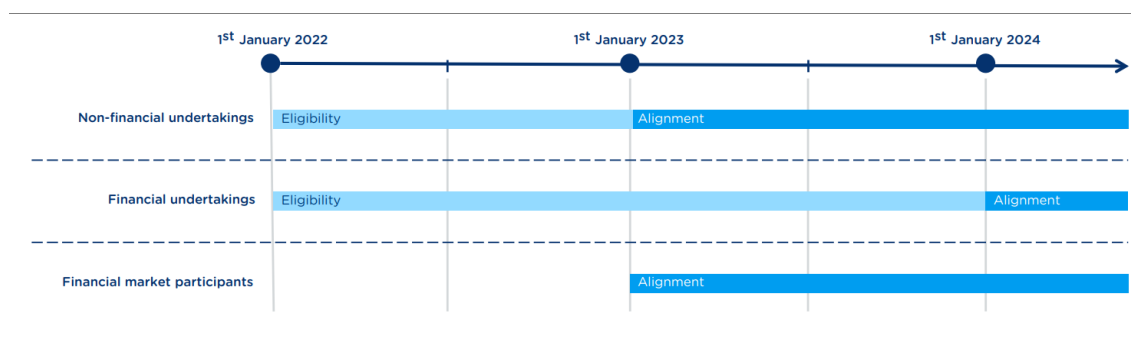 1st January 2022 1st January 2023 1st January 2024
Non-financial undertakings Eligibility Alignment
Financial undertakings Eligibility Alignment
Financial market participants Alignment